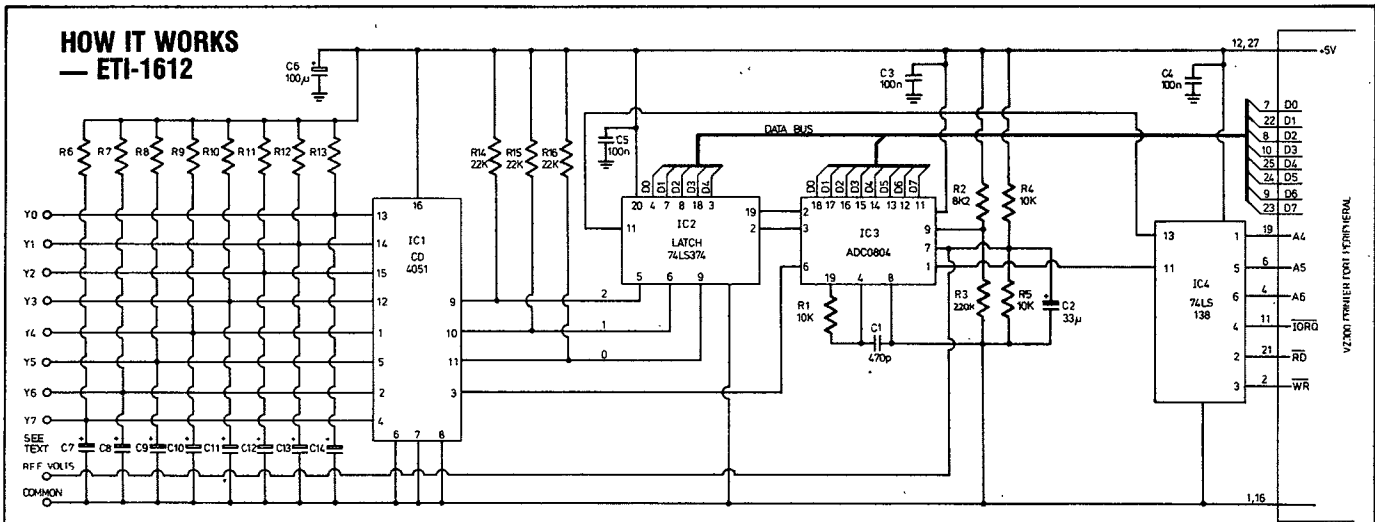 HOW IT WORKS
— ETI-1612
C6
100µ
C3
100n
C4
100n
12, 27
+5V
R6
R7
R8
R9
R10
R11
R12
R13
R14
22K
R15
22K
R16
22K
C5
100n
DATA BUS
D0
D1
D2
D3
D4
4
7
8
18
3
20
11
19
2
IC2
LATCH
74LS374
5
6
9
D0
D1
D2
D3
D4
D5
D6
D7
18
17
16
15
14
13
12
11
2
3
6
9
7
1
IC3
ADC0804
19
4
8
R1
10K
C1
470p
R2
8K2
R4
10K
R3
220K
R5
10K
C2
33µ
7 D0
22 D1
8 D2
10 D3
25 D4
24 D5
9 D6
23 D7
13
11
IC4
74LS
138
1 19 A4
5 6 A5
6 4 A6
4 11 IORQ
2 21 RD
3 2 WR
VZ300 PRINTER PORT PERIPHERAL
Y0
Y1
Y2
Y3
Y4
Y5
Y6
Y7
16
13
14
15
12
1
5
2
4
IC1
CD
4051
9
10
11
3
2
1
0
6
7
8
SEE
TEXT
C7
C8
C9
C10
C11
C12
C13
C14
REF VOLTS
COMMON
1,16